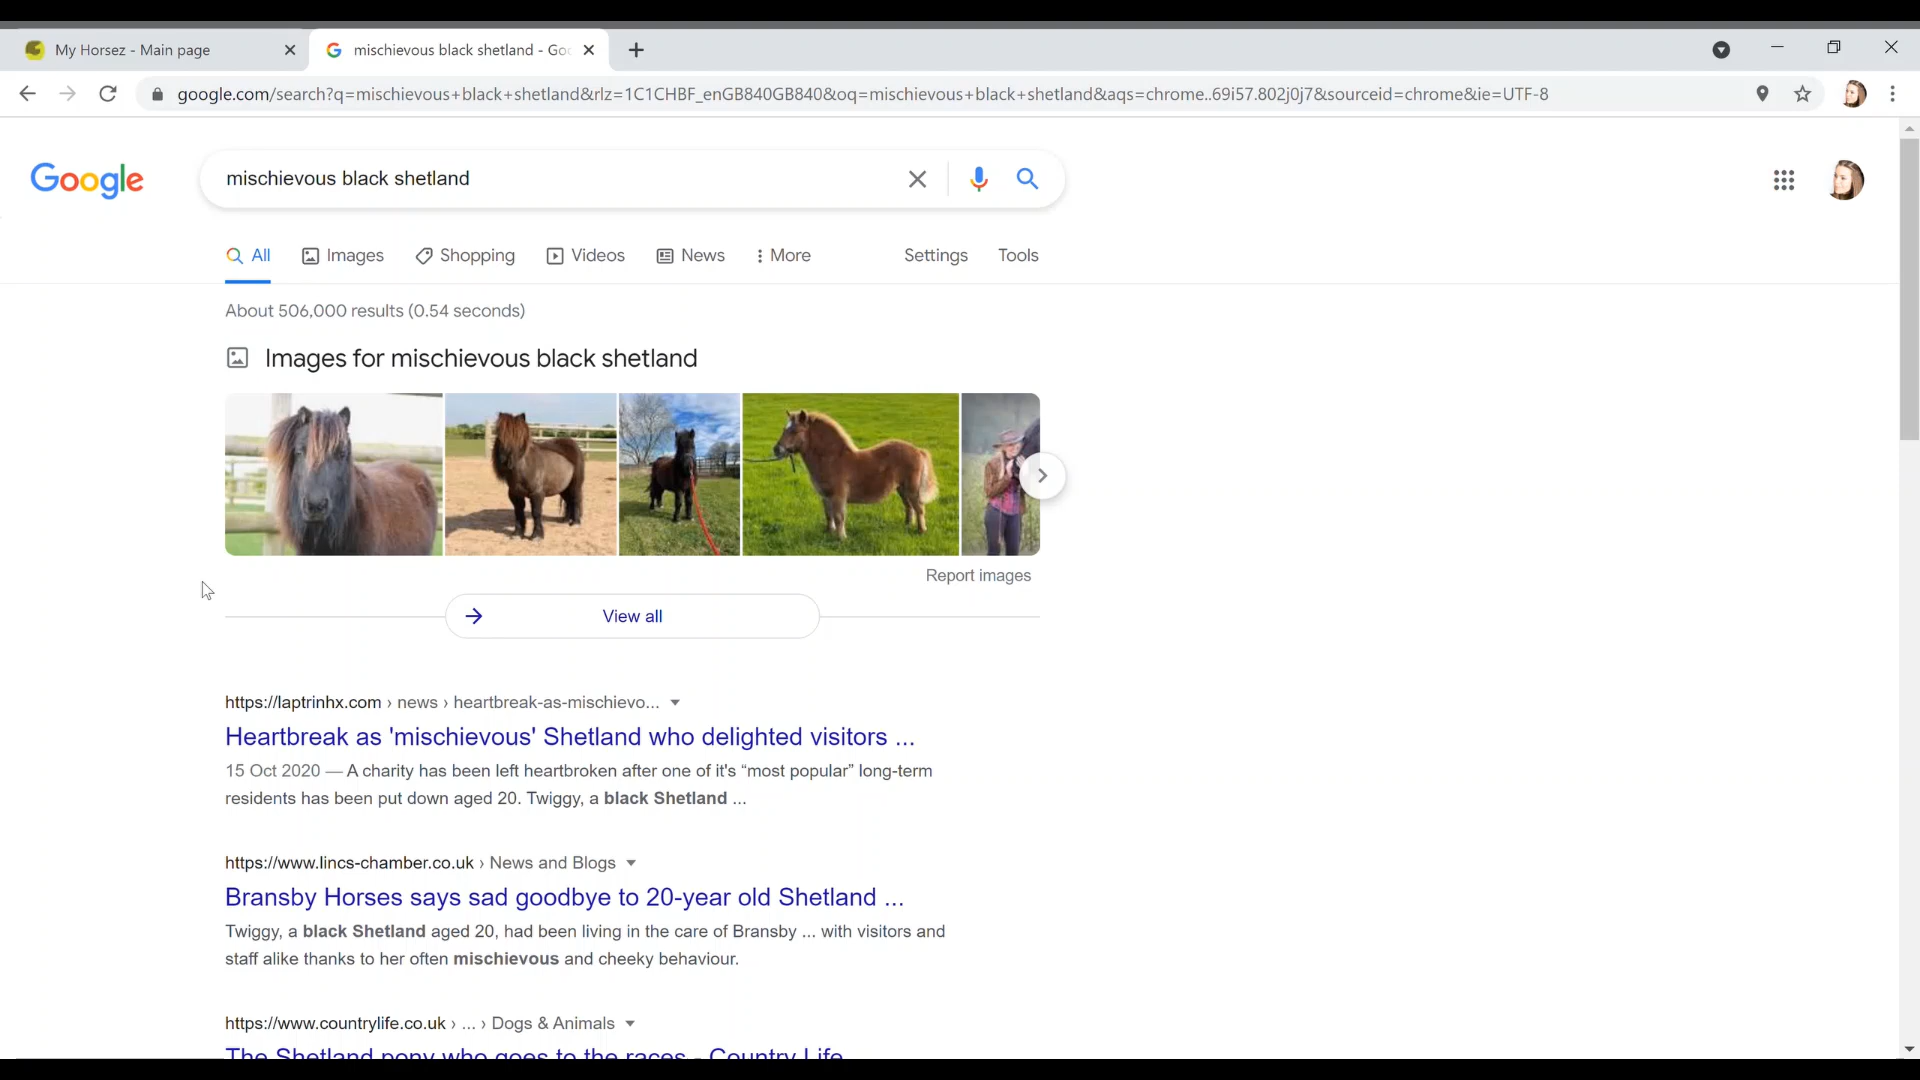 My Horsez - Main page
mischievous black shetland - Goo
google.com/search?q=mischievous+black+shetland&rlz=1C1CHBF_enGB840GB840&oq=mischievous+black+shetland&aqs=chrome..69i57.802j0j7&sourceid=chrome&ie=UTF-8
Google
mischievous black shetland
All Images Shopping Videos News More Settings Tools
About 506,000 results (0.54 seconds)
Images for mischievous black shetland
Report images
View all
https://laptrinhx.com › news › heartbreak-as-mischievo...
Heartbreak as 'mischievous' Shetland who delighted visitors ...
15 Oct 2020 — A charity has been left heartbroken after one of it's “most popular” long-term
residents has been put down aged 20. Twiggy, a black Shetland ...
https://www.lincs-chamber.co.uk › News and Blogs
Bransby Horses says sad goodbye to 20-year old Shetland ...
Twiggy, a black Shetland aged 20, had been living in the care of Bransby ... with visitors and
staff alike thanks to her often mischievous and cheeky behaviour.
https://www.countrylife.co.uk › ... › Dogs & Animals
The Shetland pony who goes to the races - Country Life